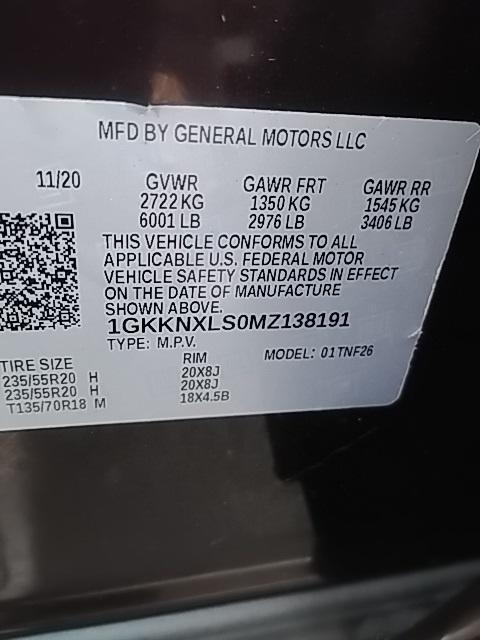 MFD BY GENERAL MOTORS LLC
11/20 GVWR GAWR FRT GAWR RR
2722 KG 1350 KG 1545 KG
6001 LB 2976 LB 3406 LB
THIS VEHICLE CONFORMS TO ALL
APPLICABLE U.S. FEDERAL MOTOR
VEHICLE SAFETY STANDARDS IN EFFECT
ON THE DATE OF MANUFACTURE
SHOWN ABOVE.
1GKKNXLS0MZ138191
TYPE: M.P.V. MODEL: 01TNF26
TIRE SIZE RIM
235/55R20 H 20X8J
235/55R20 H 20X8J
T135/70R18 M 18X4.5B